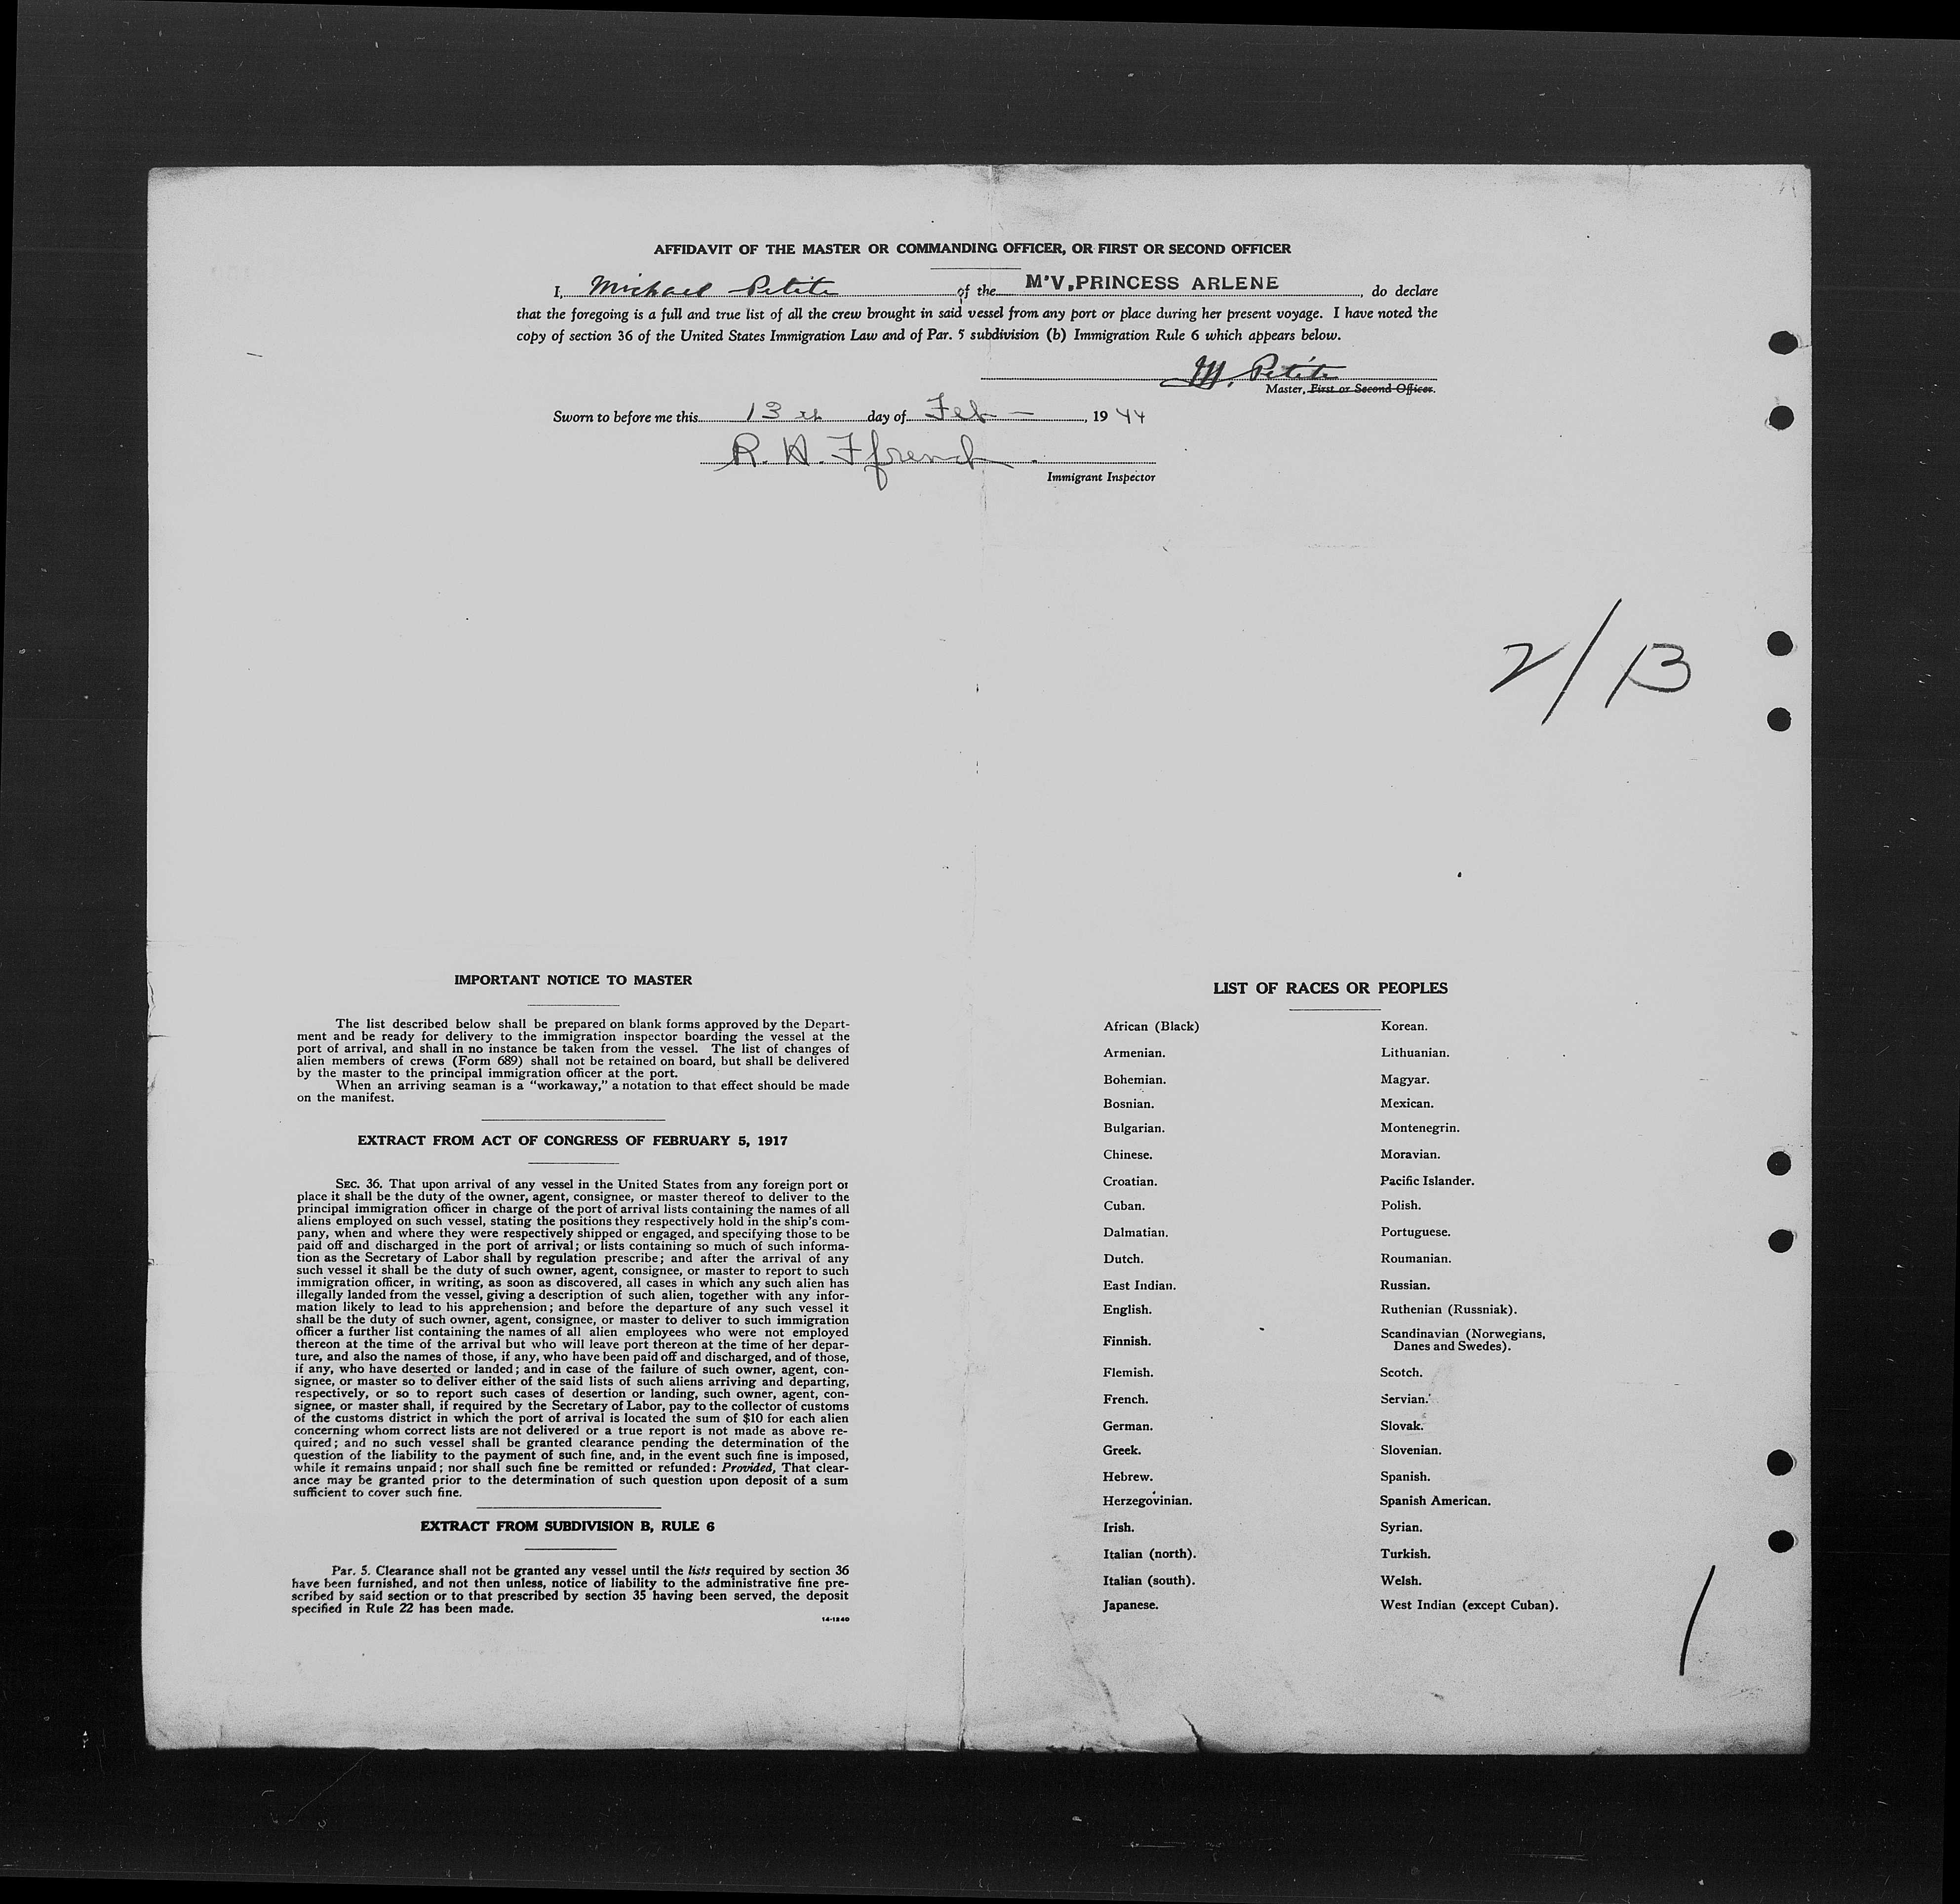 AFFIDAVIT OF THE MASTER OR COMMANDING OFFICER, OR FIRST OR SECOND OFFICER
I, Michael Petite of the M'V, PRINCESS ARLENE, do declare
that the foregoing is a full and true list of all the crew brought in said vessel from any port or place during her present voyage. I have noted the
copy of section 36 of the United States Immigration Law and of Par. 5 subdivision (b) Immigration Rule 6 which appears below.
M. Petite
Master, First or Second Officer.
Sworn to before me this 13th day of Feb —, 1944
R. H. Ffrench.
Immigrant Inspector
2/13
IMPORTANT NOTICE TO MASTER
The list described below shall be prepared on blank forms approved by the Depart-
ment and be ready for delivery to the immigration inspector boarding the vessel at the
port of arrival, and shall in no instance be taken from the vessel. The list of changes of
alien members of crews (Form 689) shall not be retained on board, but shall be delivered
by the master to the principal immigration officer at the port.
When an arriving seaman is a "workaway," a notation to that effect should be made
on the manifest.
EXTRACT FROM ACT OF CONGRESS OF FEBRUARY 5, 1917
SEC. 36. That upon arrival of any vessel in the United States from any foreign port or
place it shall be the duty of the owner, agent, consignee, or master thereof to deliver to the
principal immigration officer in charge of the port of arrival lists containing the names of all
aliens employed on such vessel, stating the positions they respectively hold in the ship's com-
pany, when and where they were respectively shipped or engaged, and specifying those to be
paid off and discharged in the port of arrival; or lists containing so much of such informa-
tion as the Secretary of Labor shall by regulation prescribe; and after the arrival of any
such vessel it shall be the duty of such owner, agent, consignee, or master to report to such
immigration officer, in writing, as soon as discovered, all cases in which any such alien has
illegally landed from the vessel, giving a description of such alien, together with any infor-
mation likely to lead to his apprehension; and before the departure of any such vessel it
shall be the duty of such owner, agent, consignee, or master to deliver to such immigration
officer a further list containing the names of all alien employees who were not employed
thereon at the time of the arrival but who will leave port thereon at the time of her depar-
ture, and also the names of those, if any, who have been paid off and discharged, and of those,
if any, who have deserted or landed; and in case of the failure of such owner, agent, con-
signee, or master so to deliver either of the said lists of such aliens arriving and departing,
respectively, or so to report such cases of desertion or landing, such owner, agent, con-
signee, or master shall, if required by the Secretary of Labor, pay to the collector of customs
of the customs district in which the port of arrival is located the sum of $10 for each alien
concerning whom correct lists are not delivered or a true report is not made as above re-
quired; and no such vessel shall be granted clearance pending the determination of the
question of the liability to the payment of such fine, and, in the event such fine is imposed,
while it remains unpaid; nor shall such fine be remitted or refunded: Provided, That clear-
ance may be granted prior to the determination of such question upon deposit of a sum
sufficient to cover such fine.
EXTRACT FROM SUBDIVISION B, RULE 6
Par. 5. Clearance shall not be granted any vessel until the lists required by section 36
have been furnished, and not then unless, notice of liability to the administrative fine pre-
scribed by said section or to that prescribed by section 35 having been served, the deposit
specified in Rule 22 has been made.
14-1240
LIST OF RACES OR PEOPLES
African (Black)
Armenian.
Bohemian.
Bosnian.
Bulgarian.
Chinese.
Croatian.
Cuban.
Dalmatian.
Dutch.
East Indian.
English.
Finnish.
Flemish.
French.
German.
Greek.
Hebrew.
Herzegovinian.
Irish.
Italian (north).
Italian (south).
Japanese.
Korean.
Lithuanian.
Magyar.
Mexican.
Montenegrin.
Moravian.
Pacific Islander.
Polish.
Portuguese.
Roumanian.
Russian.
Ruthenian (Russniak).
Scandinavian (Norwegians,
Danes and Swedes).
Scotch.
Servian.
Slovak.
Slovenian.
Spanish.
Spanish American.
Syrian.
Turkish.
Welsh.
West Indian (except Cuban).
1